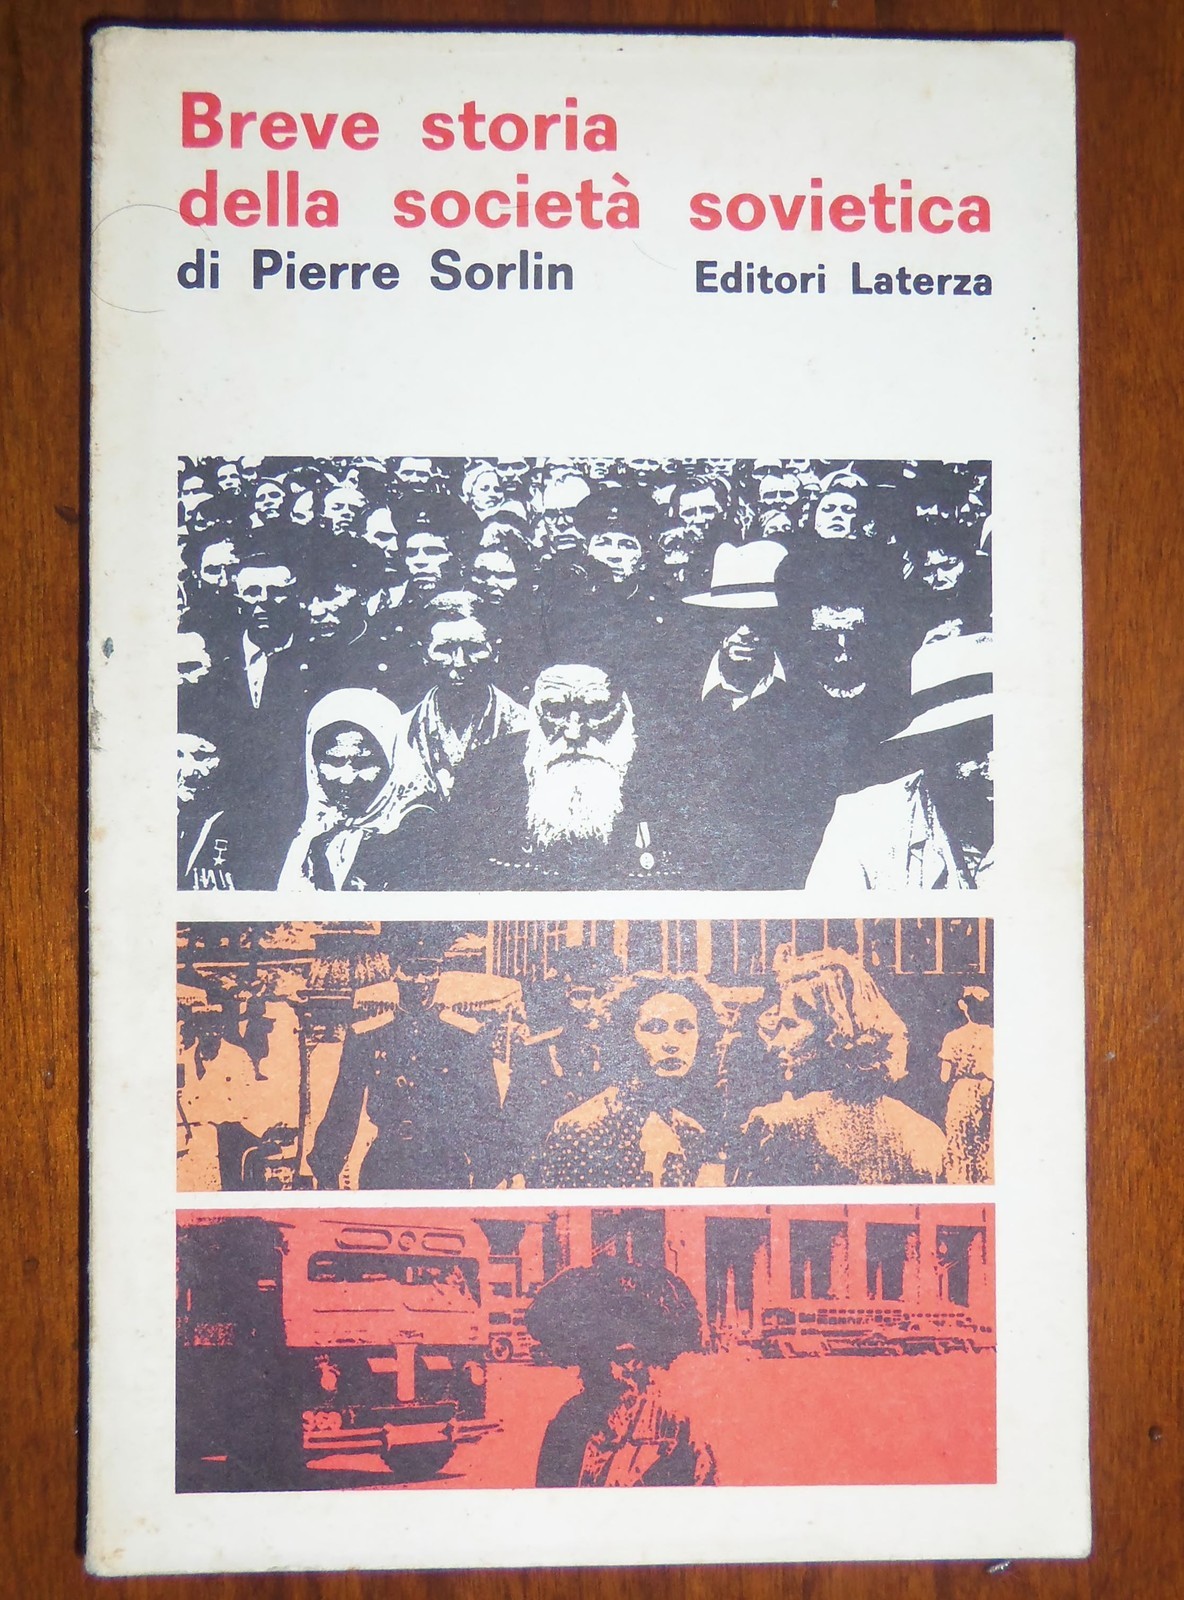 Breve storia
della società sovietica
di Pierre Sorlin Editori Laterza